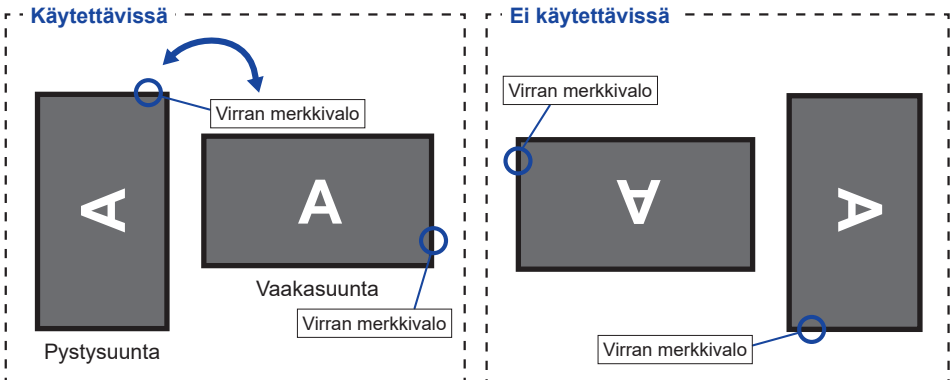 Käytettävissä
Virran merkkivalo
A
A
Vaakasuunta
Virran merkkivalo
Pystysuunta
Ei käytettävissä
Virran merkkivalo
A
A
Virran merkkivalo